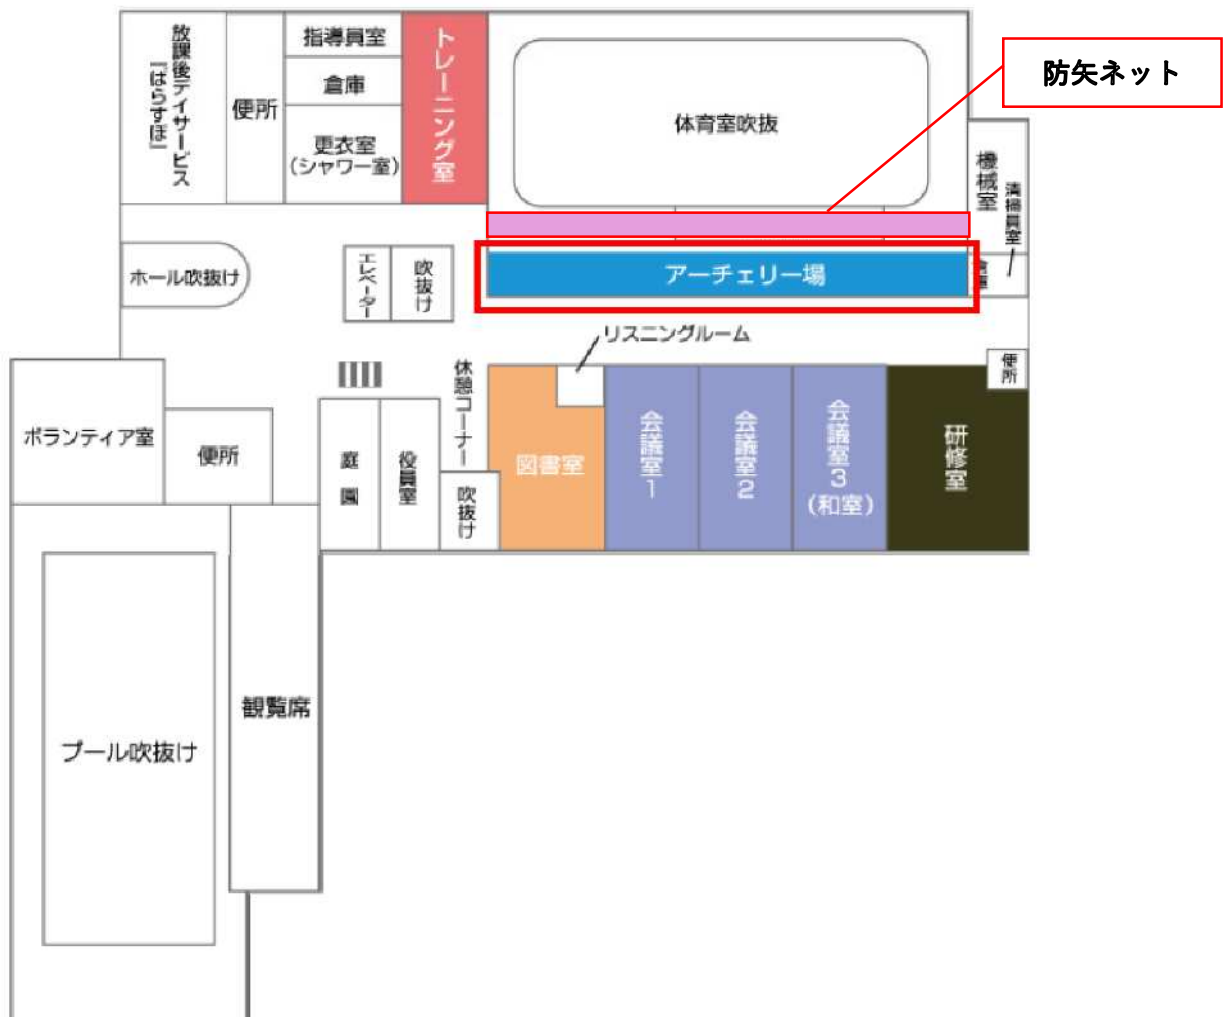 放課後デイサービス
『ぱらすぽ』
便所
指導員室
倉庫
更衣室
(シャワー室)
トレーニング室
体育室吹抜
防矢ネット
機械室
清掃員室
ホール吹抜け
エレベーター
吹抜け
アーチェリー場
倉庫
リスニングルーム
便所
ボランティア室
便所
庭園
役員室
休憩コーナー
吹抜け
図書室
会議室1
会議室2
会議室3
(和室)
研修室
観覧席
プール吹抜け